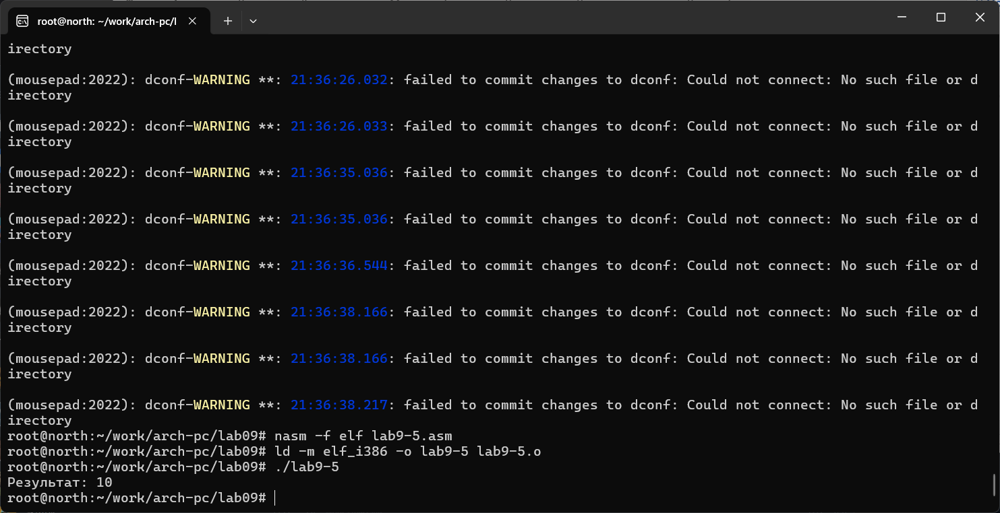 root@north: ~/work/arch-pc/l
irectory
(mousepad:2022): dconf-WARNING **: 21:36:26.032: failed to commit changes to dconf: Could not connect: No such file or d
irectory
(mousepad:2022): dconf-WARNING **: 21:36:26.033: failed to commit changes to dconf: Could not connect: No such file or d
irectory
(mousepad:2022): dconf-WARNING **: 21:36:35.036: failed to commit changes to dconf: Could not connect: No such file or d
irectory
(mousepad:2022): dconf-WARNING **: 21:36:35.036: failed to commit changes to dconf: Could not connect: No such file or d
irectory
(mousepad:2022): dconf-WARNING **: 21:36:36.544: failed to commit changes to dconf: Could not connect: No such file or d
irectory
(mousepad:2022): dconf-WARNING **: 21:36:38.166: failed to commit changes to dconf: Could not connect: No such file or d
irectory
(mousepad:2022): dconf-WARNING **: 21:36:38.166: failed to commit changes to dconf: Could not connect: No such file or d
irectory
(mousepad:2022): dconf-WARNING **: 21:36:38.217: failed to commit changes to dconf: Could not connect: No such file or d
irectory
root@north:~/work/arch-pc/lab09# nasm -f elf lab9-5.asm
root@north:~/work/arch-pc/lab09# ld -m elf_i386 -o lab9-5 lab9-5.o
root@north:~/work/arch-pc/lab09# ./lab9-5
Результат: 10
root@north:~/work/arch-pc/lab09#